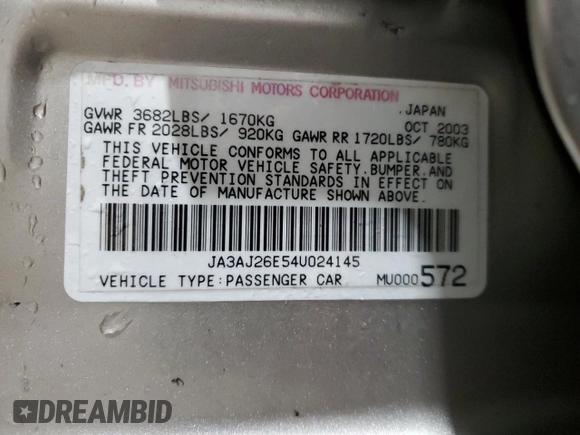 MFD. BY MITSUBISHI MOTORS CORPORATION
JAPAN
GVWR 3682LBS/ 1670KG OCT 2003
GAWR FR 2028LBS/ 920KG GAWR RR 1720LBS/ 780KG
THIS VEHICLE CONFORMS TO ALL APPLICABLE
FEDERAL MOTOR VEHICLE SAFETY,BUMPER,AND
THEFT PREVENTION STANDARDS IN EFFECT ON
THE DATE OF MANUFACTURE SHOWN ABOVE.
JA3AJ26E54U024145
VEHICLE TYPE:PASSENGER CAR MU000572
DREAMBID